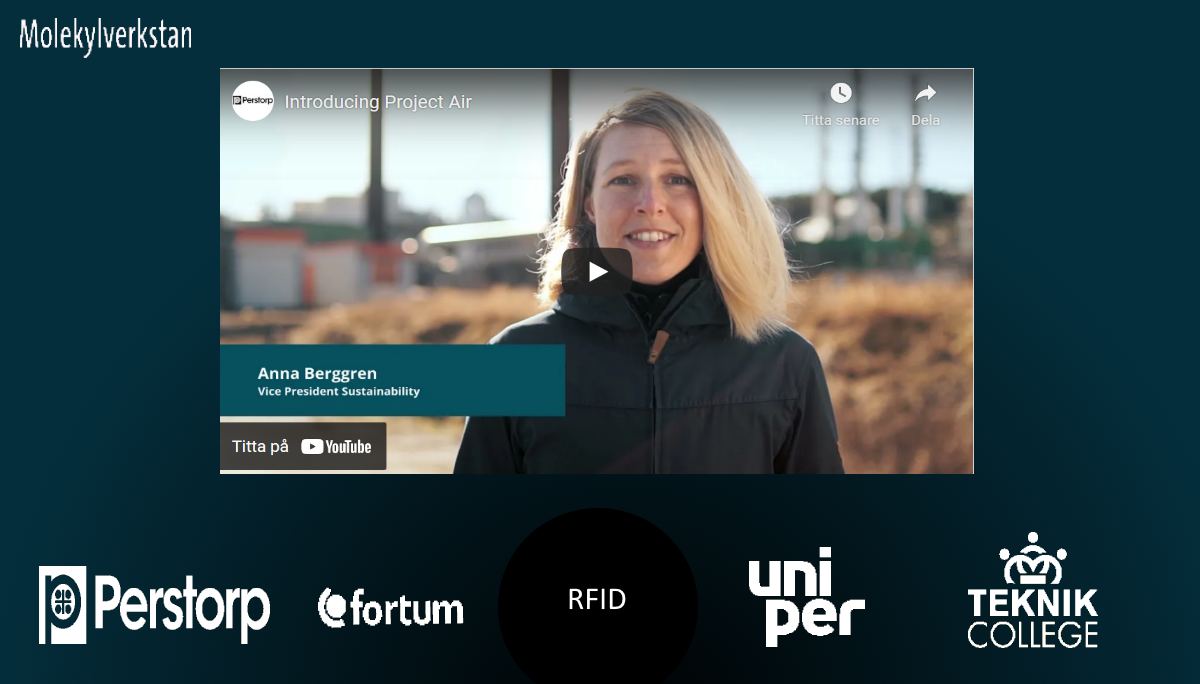 Molekylverkstan
Perstorp
Introducing Project Air
Titta senare
Dela
Anna Berggren
Vice President Sustainability
Titta på YouTube
Perstorp
fortum
RFID
uni
per
TEKNIK
COLLEGE